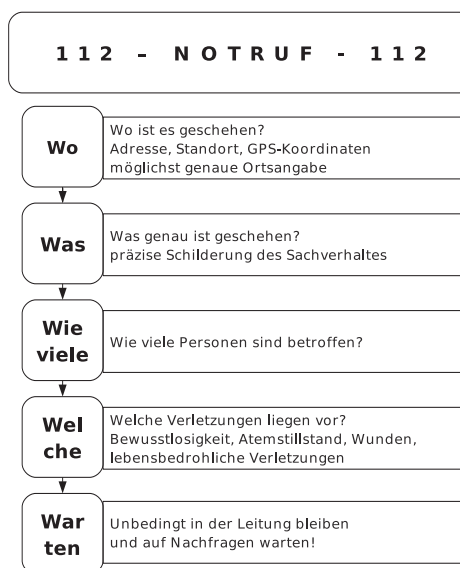 112 – NOTRUF - 112
Wo
Wo ist es geschehen?
Adresse, Standort, GPS-Koordinaten
möglichst genaue Ortsangabe
Was
Was genau ist geschehen?
präzise Schilderung des Sachverhaltes
Wie
viele
Wie viele Personen sind betroffen?
Wel
che
Welche Verletzungen liegen vor?
Bewusstlosigkeit, Atemstillstand, Wunden,
lebensbedrohliche Verletzungen
War
ten
Unbedingt in der Leitung bleiben
und auf Nachfragen warten!